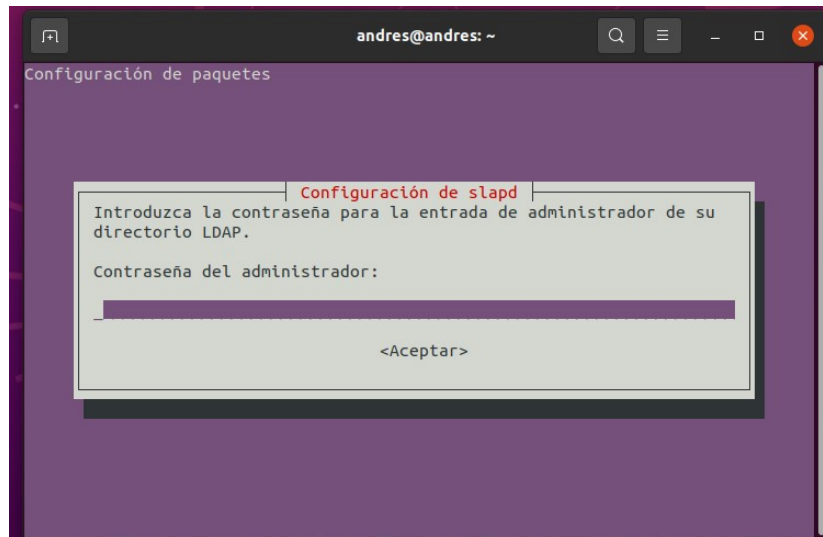 andres@andres: ~
Configuración de paquetes
Configuración de slapd
Introduzca la contraseña para la entrada de administrador de su
directorio LDAP.
Contraseña del administrador:
<Aceptar>